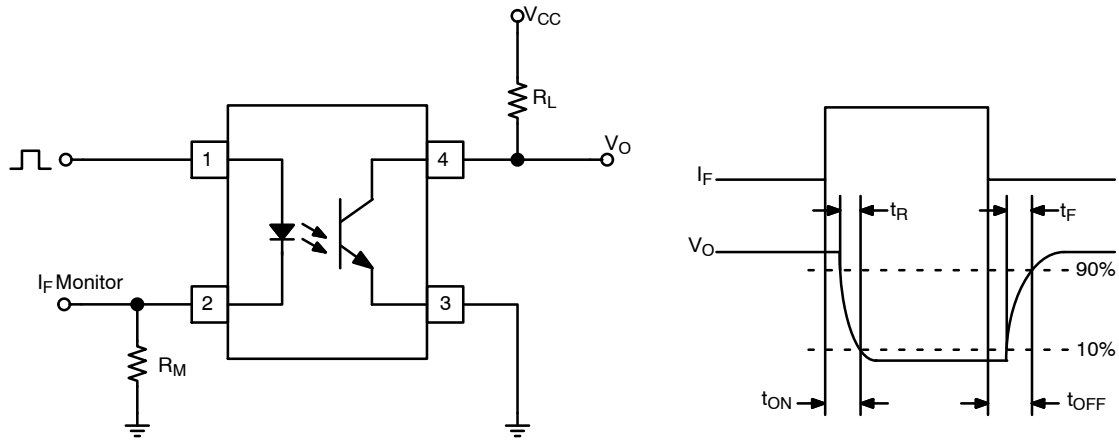 VCC
RL
VO
1
4
IF Monitor
2
3
RM
IF
tR
tF
VO
90%
10%
tON
tOFF